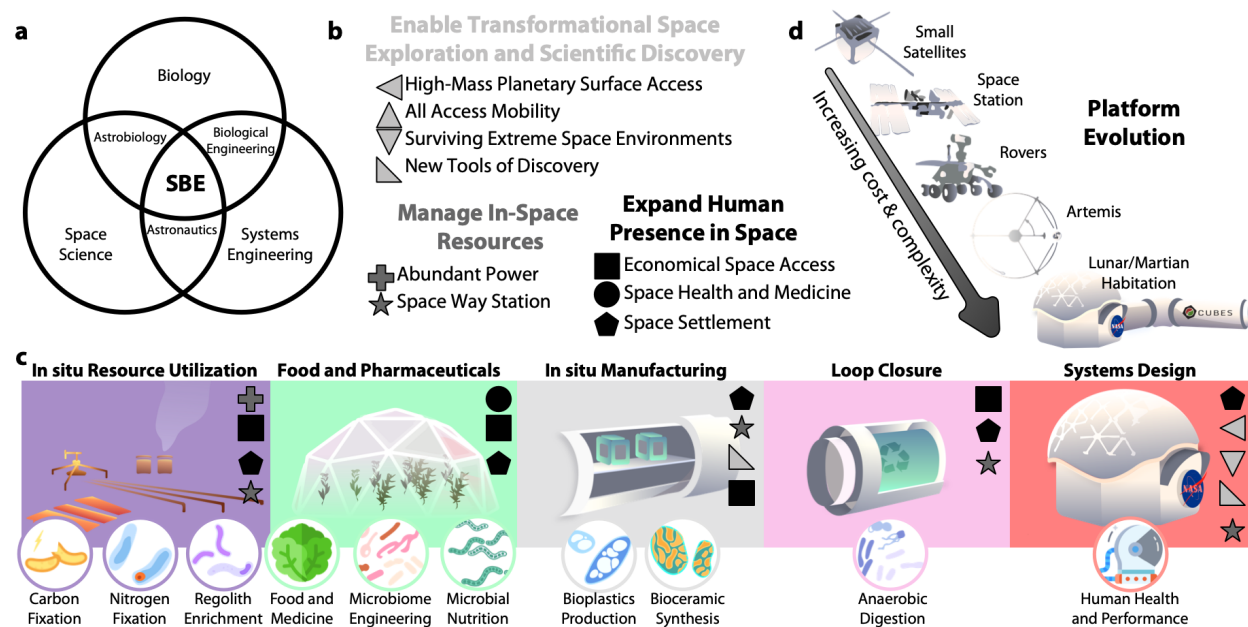 a
Biology
Astrobiology
Biological
Engineering
SBE
Space
Science
Astronautics
Systems
Engineering
b
Enable Transformational Space
Exploration and Scientific Discovery
High-Mass Planetary Surface Access
All Access Mobility
Surviving Extreme Space Environments
New Tools of Discovery
Manage In-Space
Resources
Abundant Power
Space Way Station
Expand Human
Presence in Space
Economical Space Access
Space Health and Medicine
Space Settlement
d
Small
Satellites
Space
Station
Rovers
Artemis
Lunar/Martian
Habitation
Platform
Evolution
Increasing cost & complexity
NASA
CUBES
c
In situ Resource Utilization
Food and Pharmaceuticals
In situ Manufacturing
Loop Closure
Systems Design
NASA
Carbon
Fixation
Nitrogen
Fixation
Regolith
Enrichment
Food and
Medicine
Microbiome
Engineering
Microbial
Nutrition
Bioplastics
Production
Bioceramic
Synthesis
Anaerobic
Digestion
Human Health
and Performance